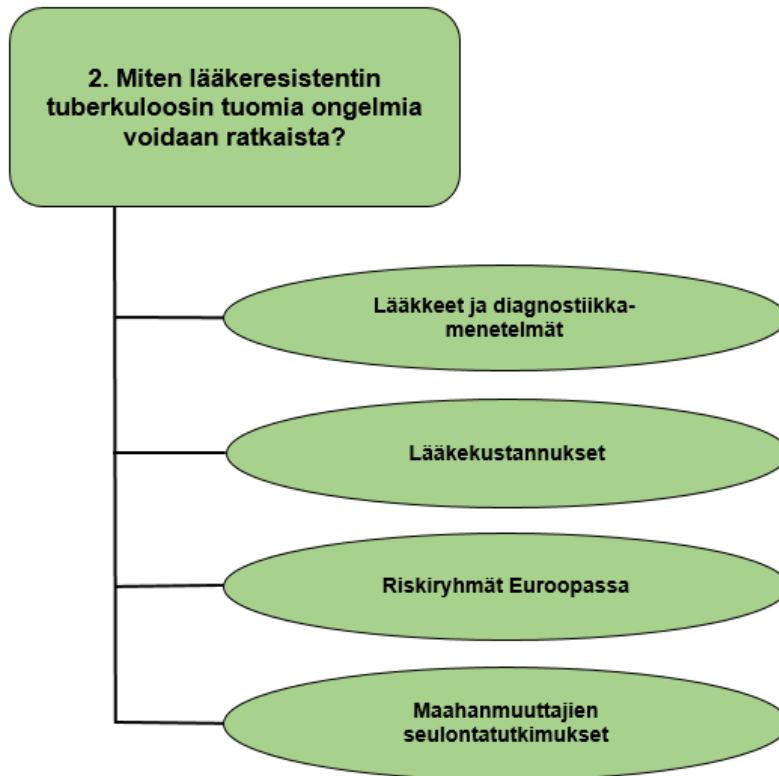 2. Miten lääkeresistentin
tuberkuloosin tuomia ongelmia
voidaan ratkaista?
Lääkkeet ja diagnostiikka-
menetelmät
Lääkekustannukset
Riskiryhmät Euroopassa
Maahanmuuttajien
seulontatutkimukset